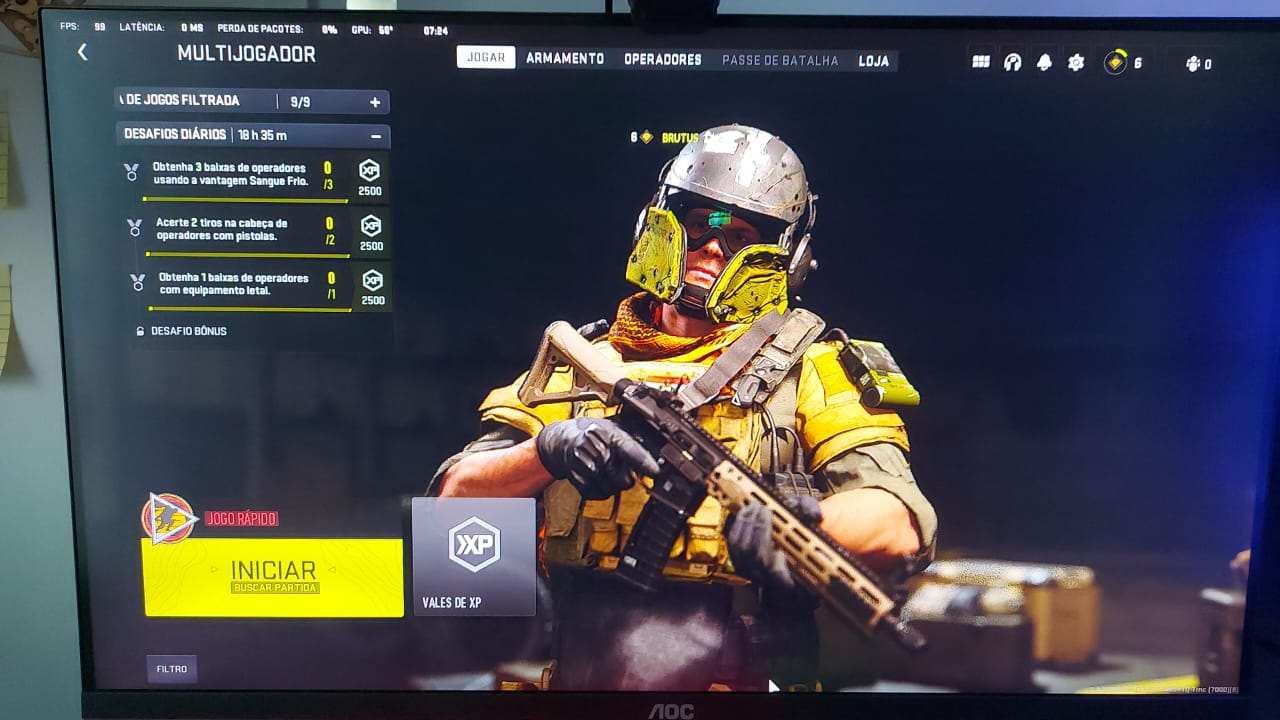 FPS: 99 LATÊNCIA: 0 MS PERDA DE PACOTES: 0% GPU: 56° 07:24
MULTIJOGADOR
JOGAR ARMAMENTO OPERADORES PASSE DE BATALHA LOJA
6 0
DE JOGOS FILTRADA 9/9 +
DESAFIOS DIÁRIOS 18 h 35 m −
Obtenha 3 baixas de operadores
usando a vantagem Sangue Frio.
0
/3
XP
2500
Acerte 2 tiros na cabeça de
operadores com pistolas.
0
/2
XP
2500
Obtenha 1 baixas de operadores
com equipamento letal.
0
/1
XP
2500
DESAFIO BÔNUS
6 BRUTUS
JOGO RÁPIDO
INICIAR
BUSCAR PARTIDA
XP
VALES DE XP
FILTRO
AOC